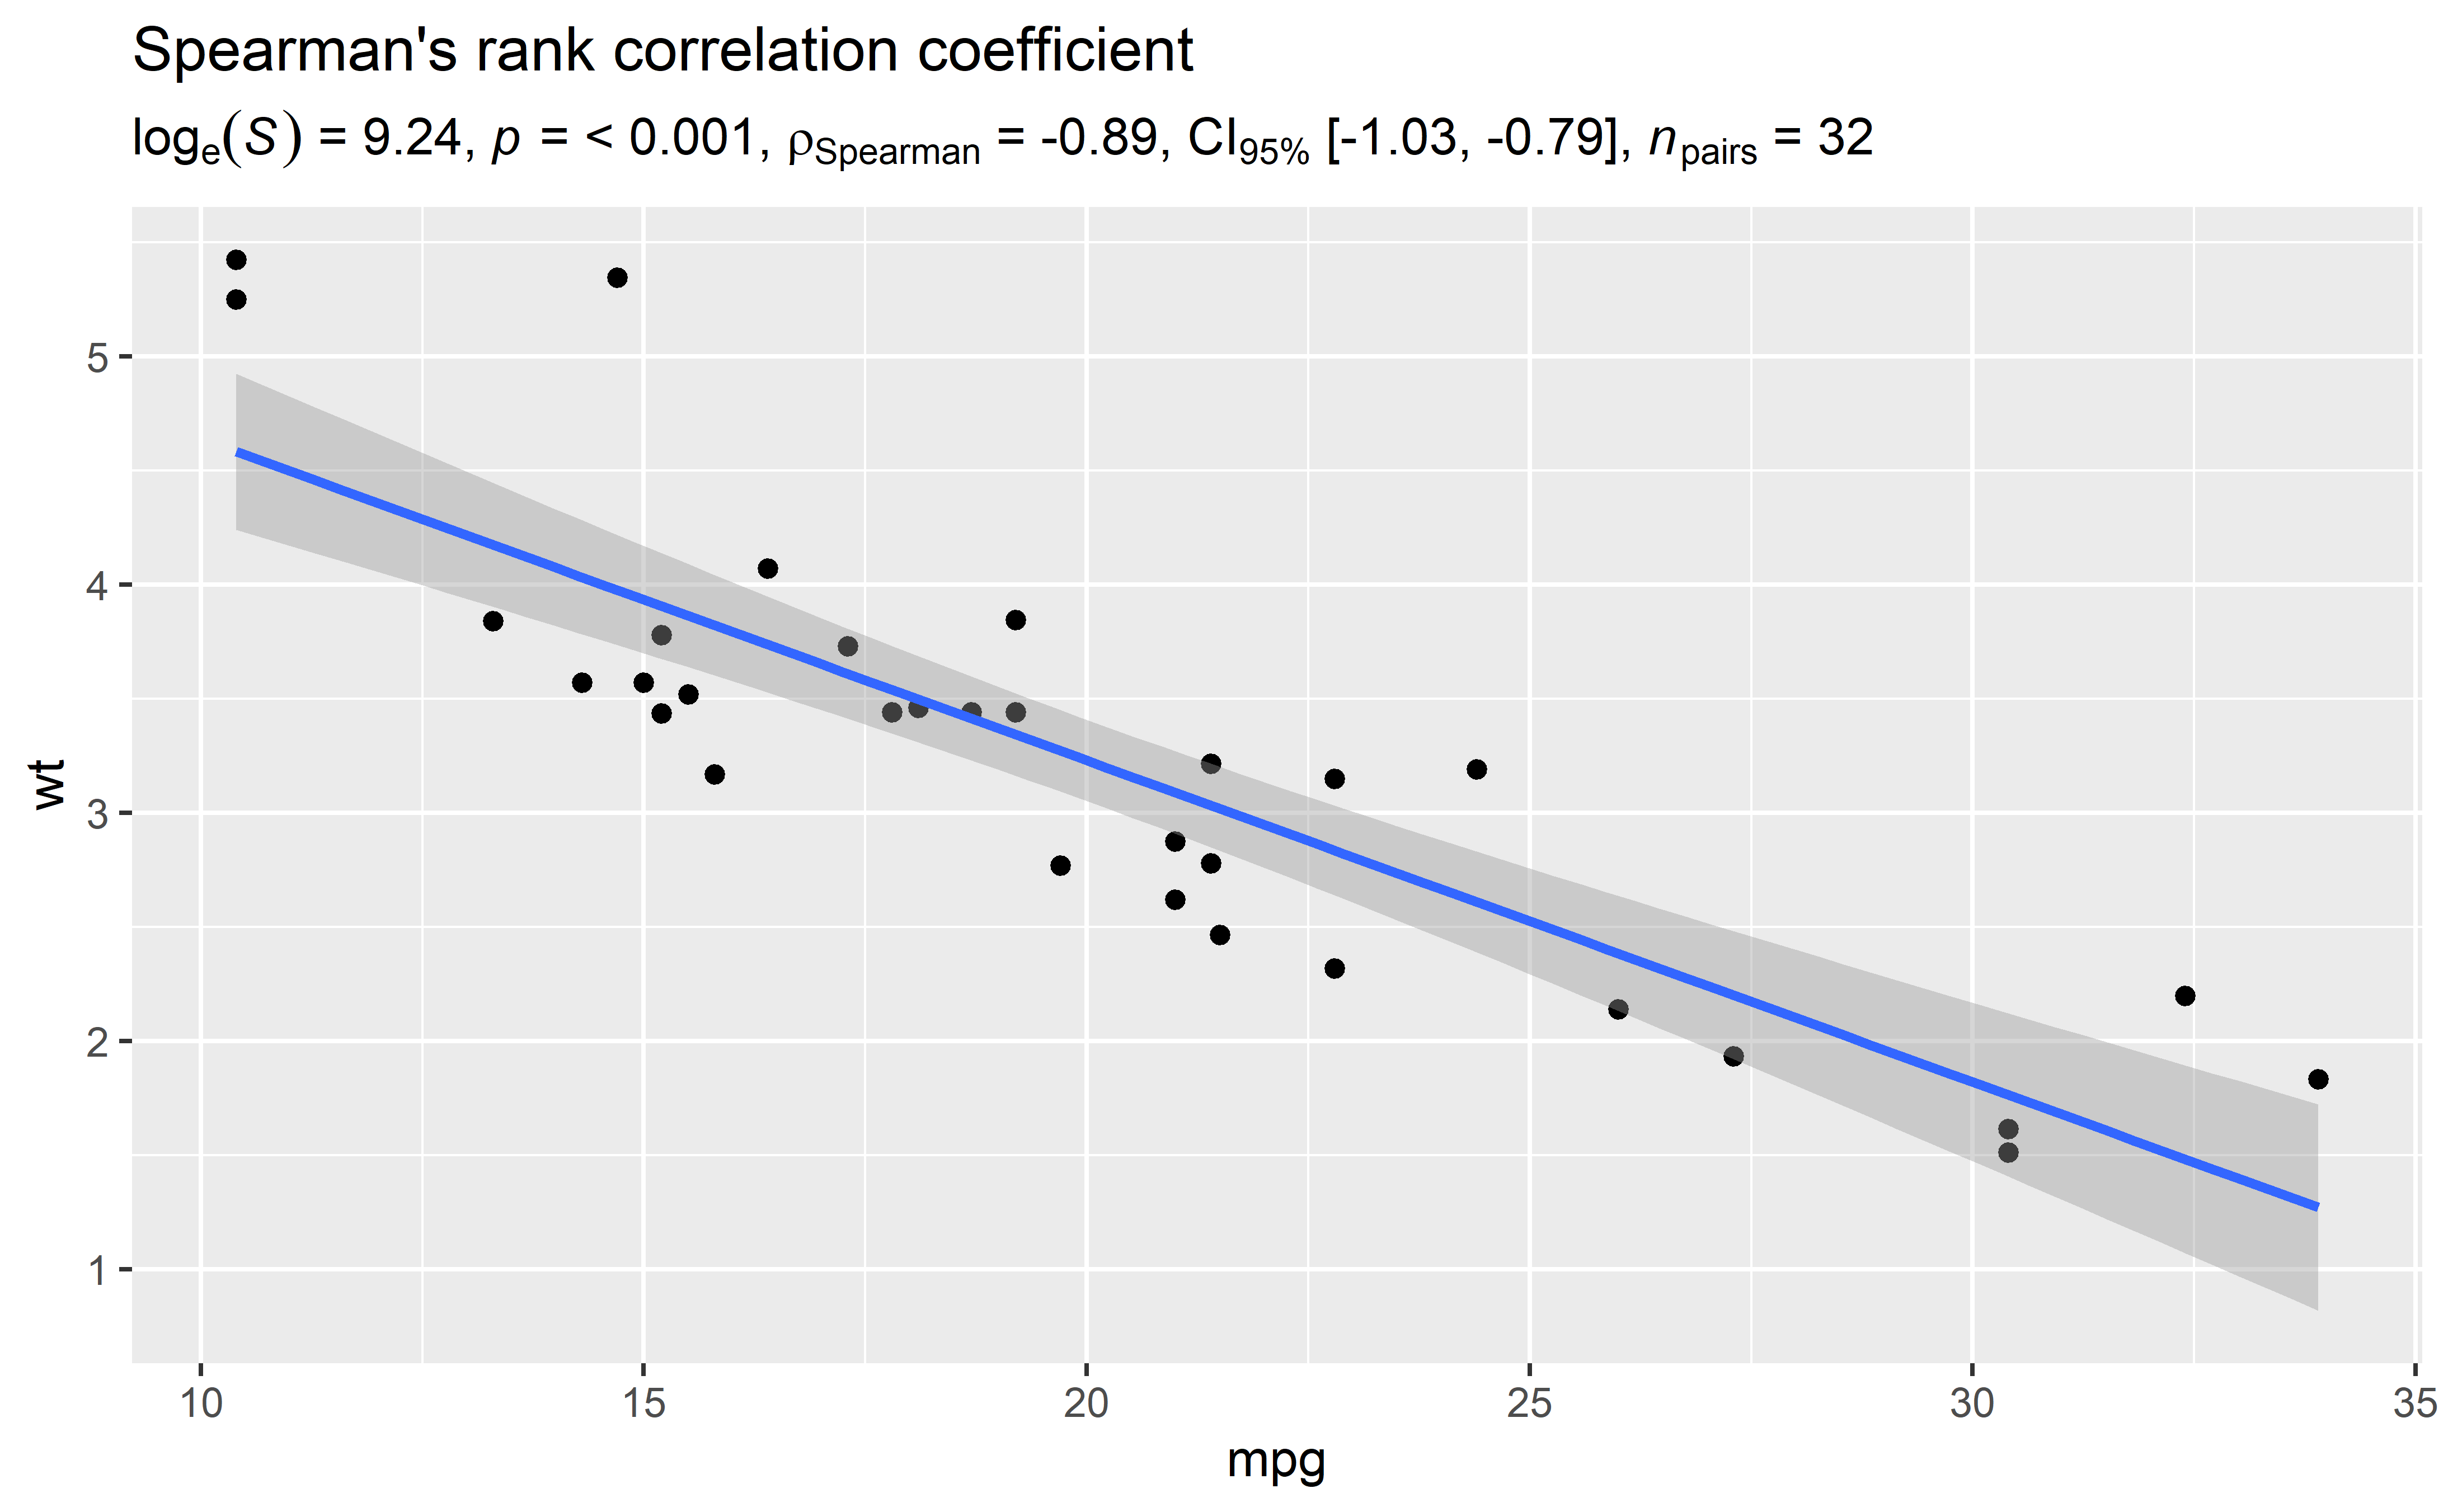 Spearman's rank correlation coefficient
logₑ(S) = 9.24, p = < 0.001, ρSpearman = -0.89, CI95% [-1.03, -0.79], npairs = 32
5
4
3
2
1
wt
10 15 20 25 30 35
mpg